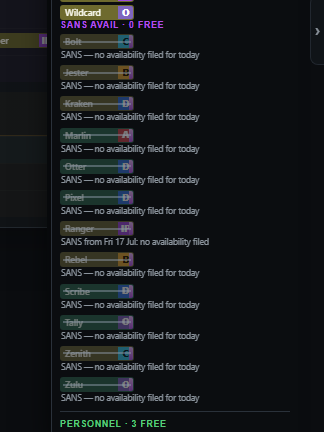 Wildcard O
SANS AVAIL · 0 FREE
er
Bolt C
SANS — no availability filed for today
Jester B
SANS — no availability filed for today
Kraken D
SANS — no availability filed for today
Marlin A
SANS — no availability filed for today
Otter D
SANS — no availability filed for today
Pixel D
SANS — no availability filed for today
Ranger IF
SANS from Fri 17 Jul: no availability filed
Rebel B
SANS — no availability filed for today
Scribe D
SANS — no availability filed for today
Tally O
SANS — no availability filed for today
Zenith C
SANS — no availability filed for today
Zulu O
SANS — no availability filed for today
PERSONNEL · 3 FREE